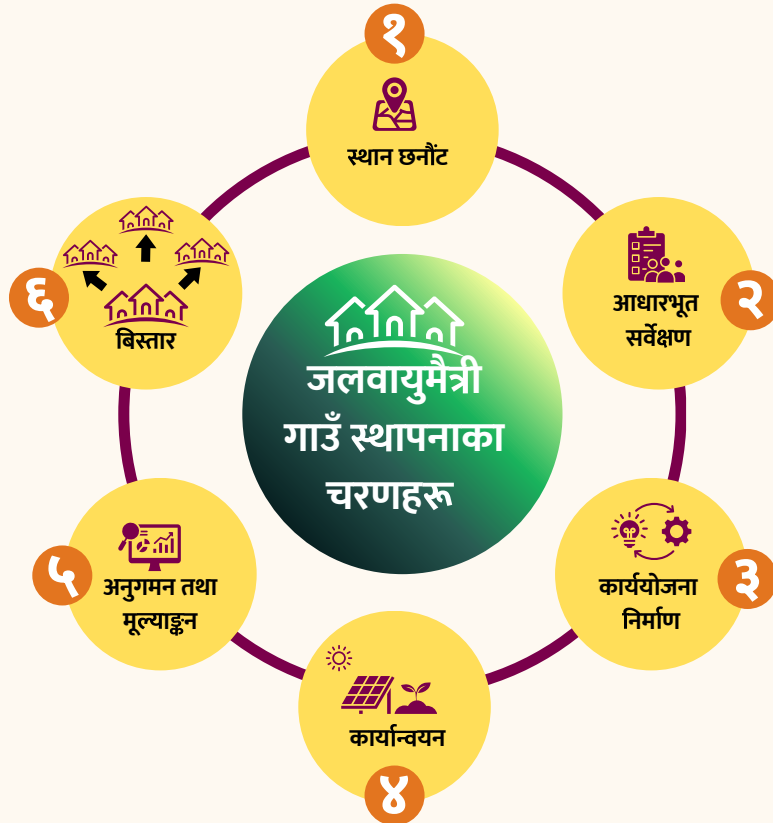 जलवायुमैत्री
गाउँ स्थापनाका
चरणहरू
१
स्थान छनौंट
२
आधारभूत
सर्वेक्षण
३
कार्ययोजना
निर्माण
४
कार्यान्वयन
५
अनुगमन तथा
मूल्याङ्कन
६
बिस्तार